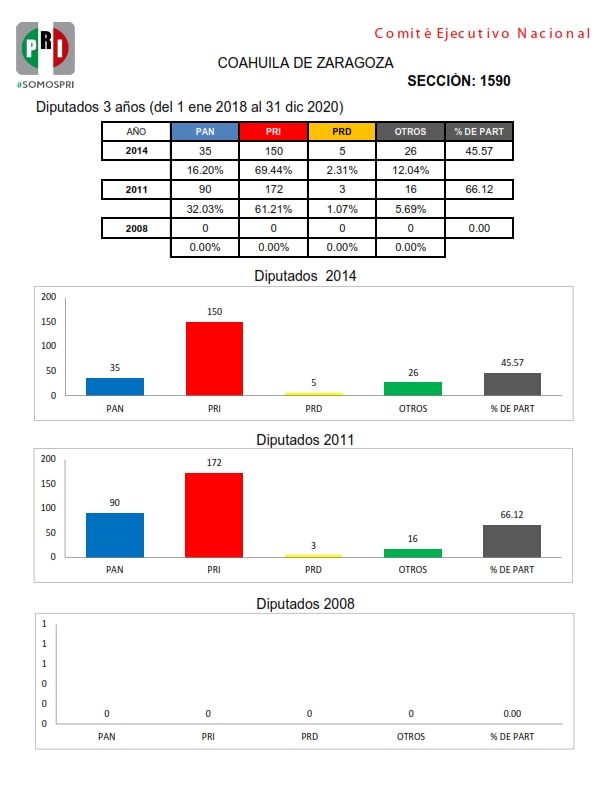 Comité Ejecutivo Nacional
PRI
#SOMOSPRI
COAHUILA DE ZARAGOZA
SECCIÓN: 1590
Diputados 3 años (del 1 ene 2018 al 31 dic 2020)
AÑO PAN PRI PRD OTROS % DE PART
2014 35 150 5 26 45.57
16.20% 69.44% 2.31% 12.04%
2011 90 172 3 16 66.12
32.03% 61.21% 1.07% 5.69%
2008 0 0 0 0 0.00
0.00% 0.00% 0.00% 0.00%
Diputados 2014
200
150
100
50
0
35 150 5 26 45.57
PAN PRI PRD OTROS % DE PART
Diputados 2011
200
150
100
50
0
90 172 3 16 66.12
PAN PRI PRD OTROS % DE PART
Diputados 2008
1
1
1
0
0
0
0 0 0 0 0.00
PAN PRI PRD OTROS % DE PART